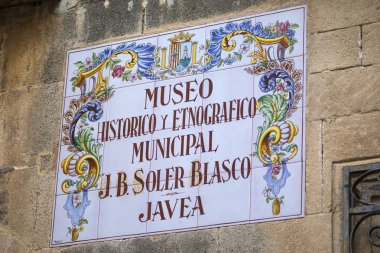 MUSEO
HISTORICO Y ETNOGRAFICO
MUNICIPAL
J.B. SOLER BLASCO
JAVEA